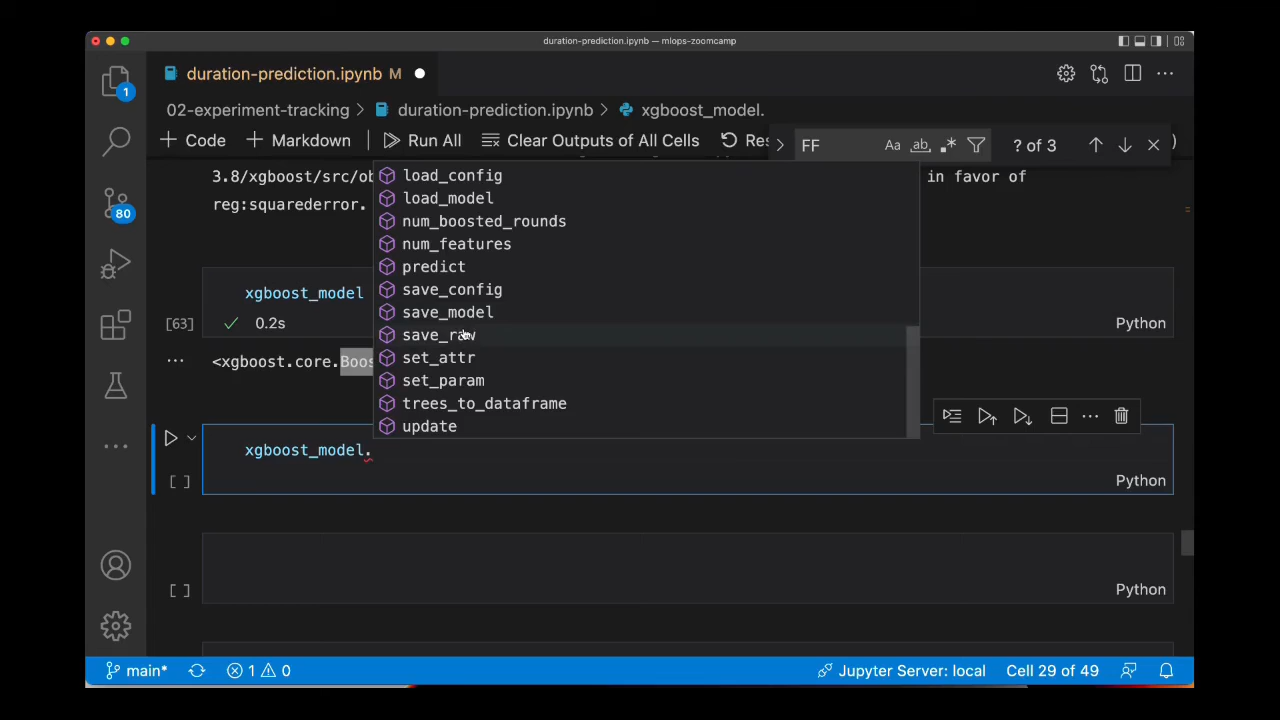 duration-prediction.ipynb — mlops-zoomcamp
duration-prediction.ipynb M
02-experiment-tracking > duration-prediction.ipynb > xgboost_model.
+ Code + Markdown Run All Clear Outputs of All Cells Res
FF Aa ab .* ? of 3
3.8/xgboost/src/ob in favor of
reg:squarederror.
load_config
load_model
num_boosted_rounds
num_features
predict
save_config
save_model
save_raw
set_attr
set_param
trees_to_dataframe
update
xgboost_model
[63] 0.2s Python
<xgboost.core.Boos
xgboost_model.
[ ] Python
[ ] Python
1
80
main* 1 0 Jupyter Server: local Cell 29 of 49